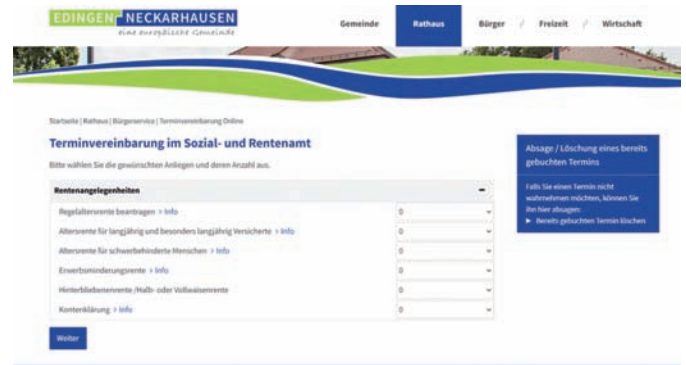 EDINGEN-NECKARHAUSEN
eine europäische Gemeinde
Gemeinde Rathaus Bürger / Freizeit / Wirtschaft
Startseite | Rathaus | Bürgerservice | Terminvereinbarung Online
Terminvereinbarung im Sozial- und Rentenamt
Bitte wählen Sie die gewünschten Anliegen und deren Anzahl aus.
Rentenangelegenheiten −
Regelaltersrente beantragen > Info 0
Altersrente für langjährig und besonders langjährig Versicherte > Info 0
Altersrente für schwerbehinderte Menschen > Info 0
Erwerbsminderungsrente > Info 0
Hinterbliebenenrente /Halb- oder Vollwaisenrente 0
Kontenklärung > Info 0
Weiter
Absage / Löschung eines bereits
gebuchten Termins
Falls Sie einen Termin nicht
wahrnehmen möchten, können Sie
ihn hier absagen:
► Bereits gebuchten Termin löschen